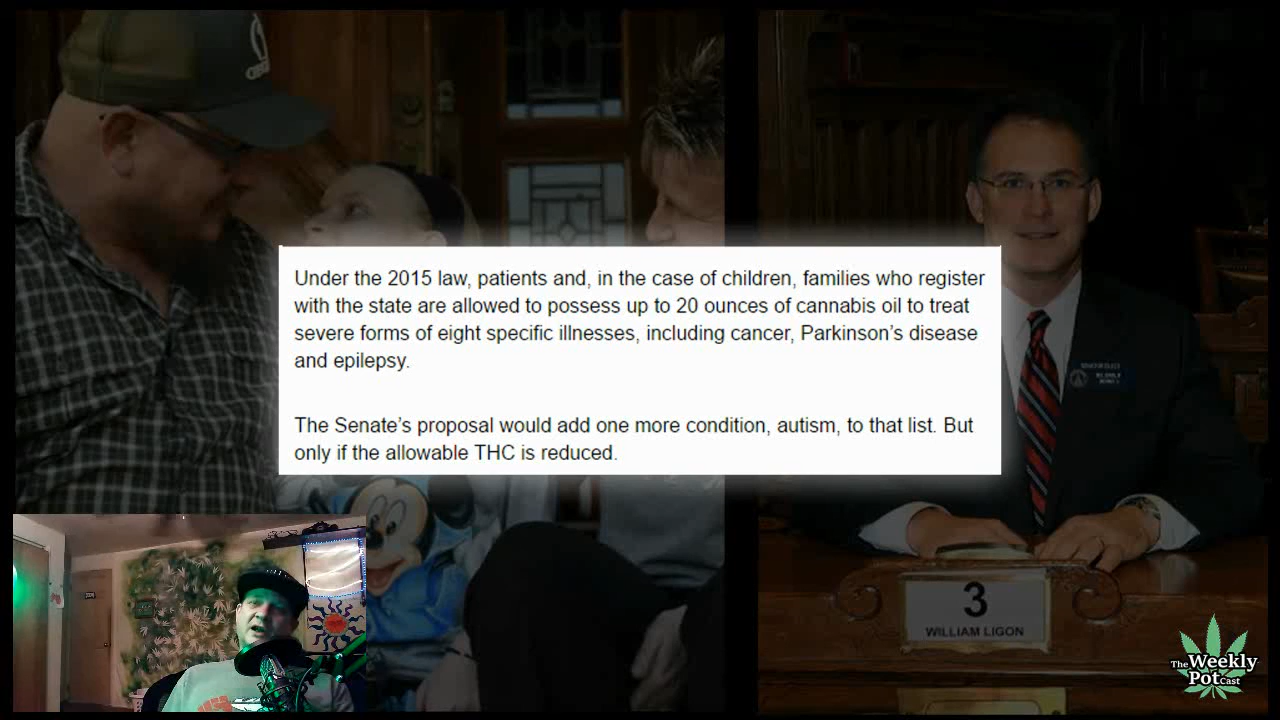 Under the 2015 law, patients and, in the case of children, families who register
with the state are allowed to possess up to 20 ounces of cannabis oil to treat
severe forms of eight specific illnesses, including cancer, Parkinson's disease
and epilepsy.
The Senate's proposal would add one more condition, autism, to that list. But
only if the allowable THC is reduced.
3
WILLIAM LIGON
The Weekly
PotCast